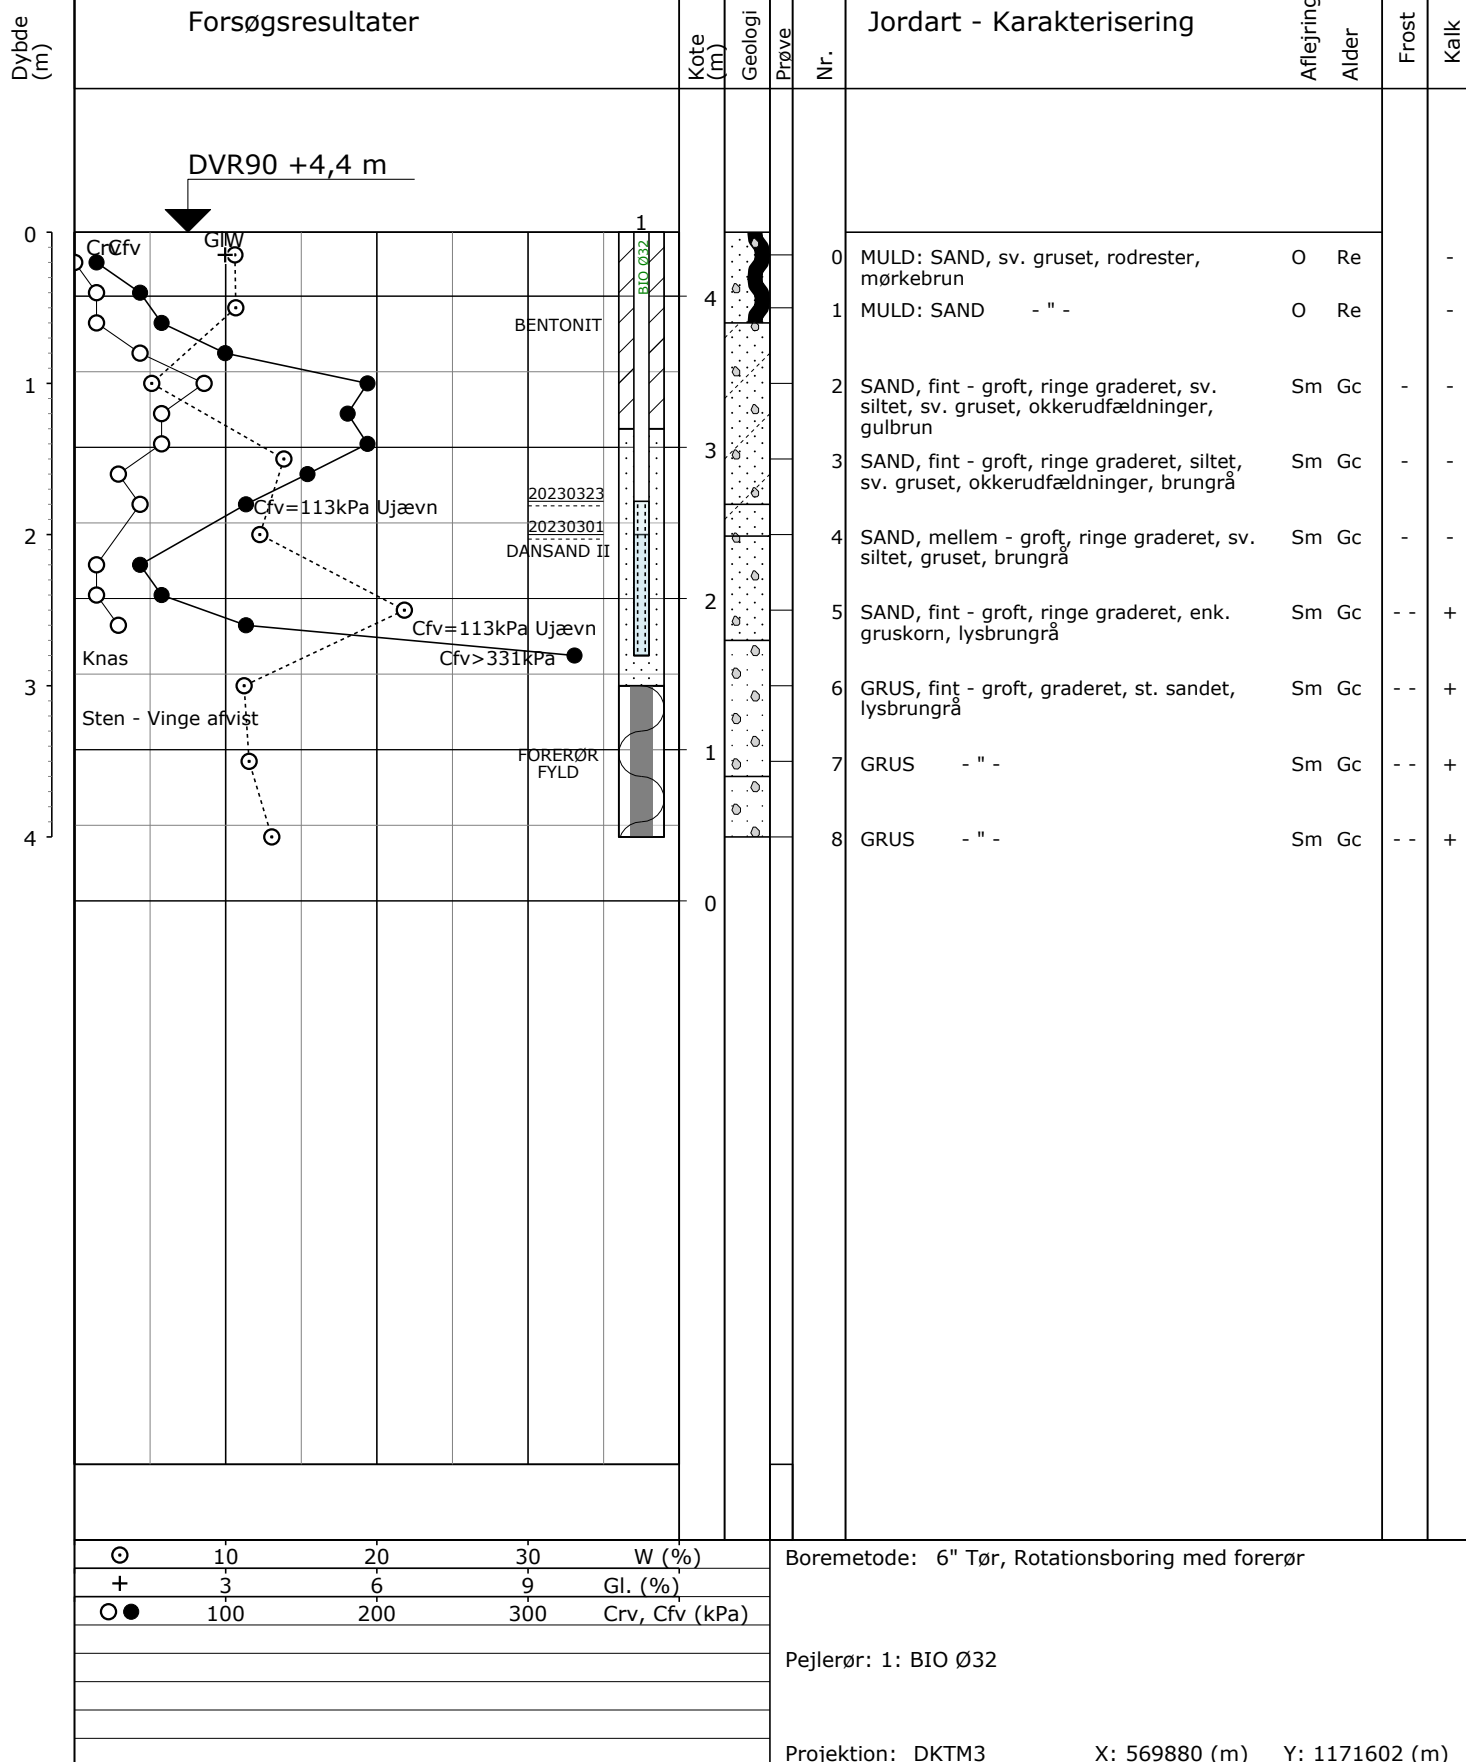 Dybde
(m)
Forsøgsresultater
Kote
(m)
Geologi
Prøve
Nr.
Jordart - Karakterisering
Aflejring
Alder
Frost
Kalk
DVR90 +4,4 m
1
0
Crv
Cfv
Gl
W
BIO Ø32
0 MULD: SAND, sv. gruset, rodrester, O Re -
mørkebrun
4
1 MULD: SAND - " - O Re -
BENTONIT
1
2 SAND, fint - groft, ringe graderet, sv. Sm Gc - -
siltet, sv. gruset, okkerudfældninger,
gulbrun
3
3 SAND, fint - groft, ringe graderet, siltet, Sm Gc - -
sv. gruset, okkerudfældninger, brungrå
20230323
Cfv=113kPa Ujævn
20230301
2
DANSAND II
4 SAND, mellem - groft, ringe graderet, sv. Sm Gc - -
siltet, gruset, brungrå
2
5 SAND, fint - groft, ringe graderet, enk. Sm Gc - - +
gruskorn, lysbrungrå
Cfv=113kPa Ujævn
Knas
Cfv>331kPa
3
6 GRUS, fint - groft, graderet, st. sandet, Sm Gc - - +
lysbrungrå
Sten - Vinge afvist
1
FORERØR
FYLD
7 GRUS - " - Sm Gc - - +
4
8 GRUS - " - Sm Gc - - +
0
10 20 30 W (%)
3 6 9 Gl. (%)
100 200 300 Crv, Cfv (kPa)
Boremetode: 6" Tør, Rotationsboring med forerør
Pejlerør: 1: BIO Ø32
Projektion: DKTM3 X: 569880 (m) Y: 1171602 (m)